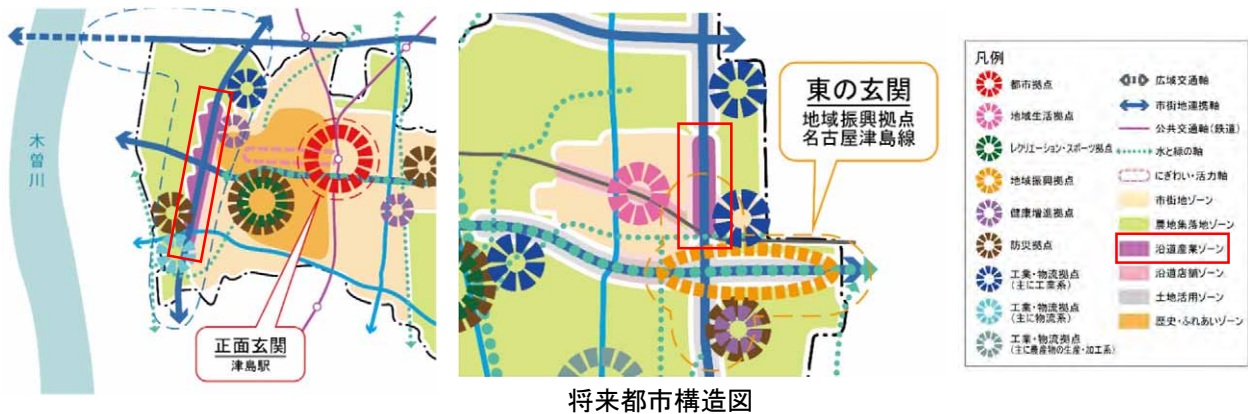 木曽川
正面玄関
津島駅
東の玄関
地域振興拠点
名古屋津島線
凡例
都市拠点
地域生活拠点
レクリエーション・スポーツ拠点
地域振興拠点
健康増進拠点
防災拠点
工業・物流拠点
(主に工業系)
工業・物流拠点
(主に物流系)
工業・物流拠点
(主に農産物の生産・加工系)
広域交通軸
市街地連携軸
公共交通軸(鉄道)
水と緑の軸
にぎわい・活力軸
市街地ゾーン
農地集落地ゾーン
沿道産業ゾーン
沿道店舗ゾーン
土地活用ゾーン
歴史・ふれあいゾーン
将来都市構造図